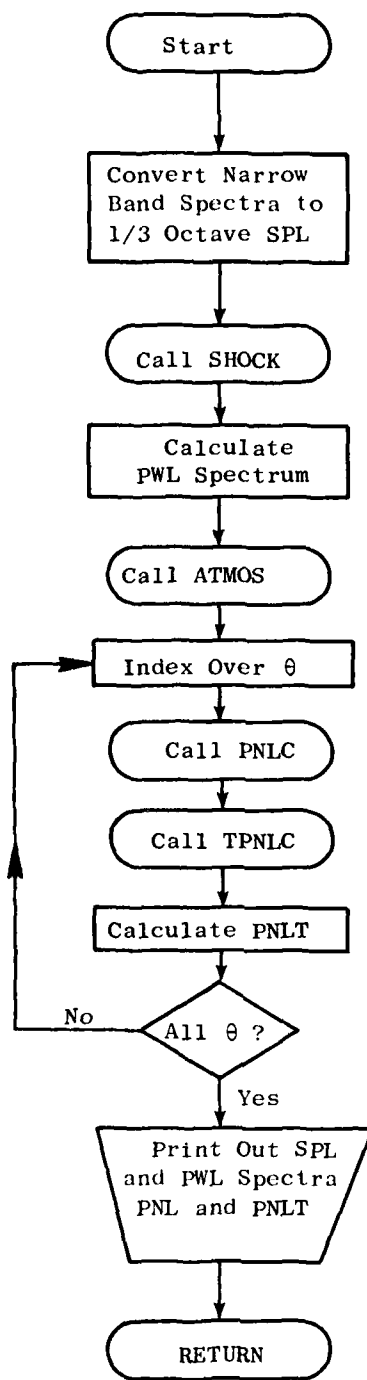 Start
Convert Narrow
Band Spectra to
1/3 Octave SPL
Call SHOCK
Calculate
PWL Spectrum
Call ATMOS
Index Over θ
Call PNLC
Call TPNLC
Calculate PNLT
No
All θ ?
Yes
Print Out SPL
and PWL Spectra
PNL and PNLT
RETURN